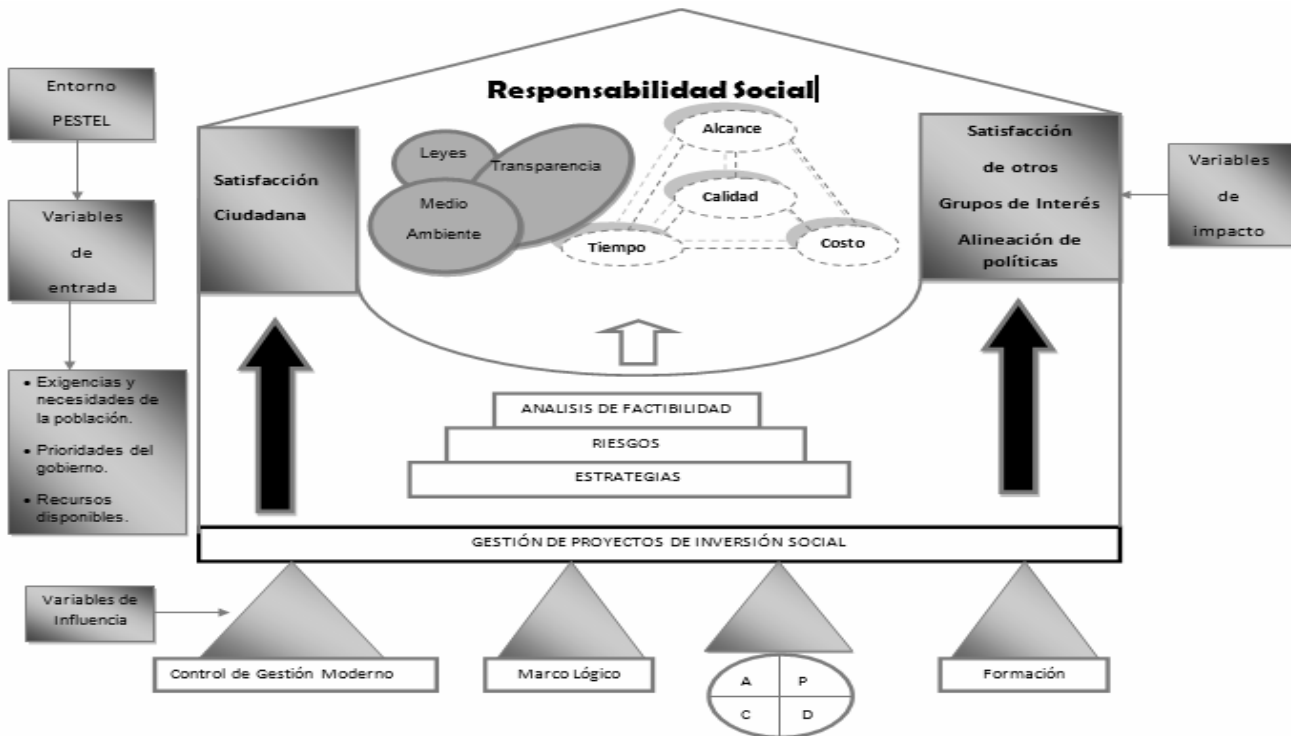 Responsabilidad Social
Entorno
PESTEL
Variables
de
entrada
• Exigencias y
necesidades de
la población.
• Prioridades del
gobierno.
• Recursos
disponibles.
Satisfacción
Ciudadana
Leyes
Transparencia
Medio
Ambiente
Alcance
Calidad
Tiempo
Costo
Satisfacción
de otros
Grupos de Interés
Alineación de
políticas
Variables
de
impacto
ANALISIS DE FACTIBILIDAD
RIESGOS
ESTRATEGIAS
GESTIÓN DE PROYECTOS DE INVERSIÓN SOCIAL
Variables de
Influencia
Control de Gestión Moderno
Marco Lógico
A P
C D
Formación